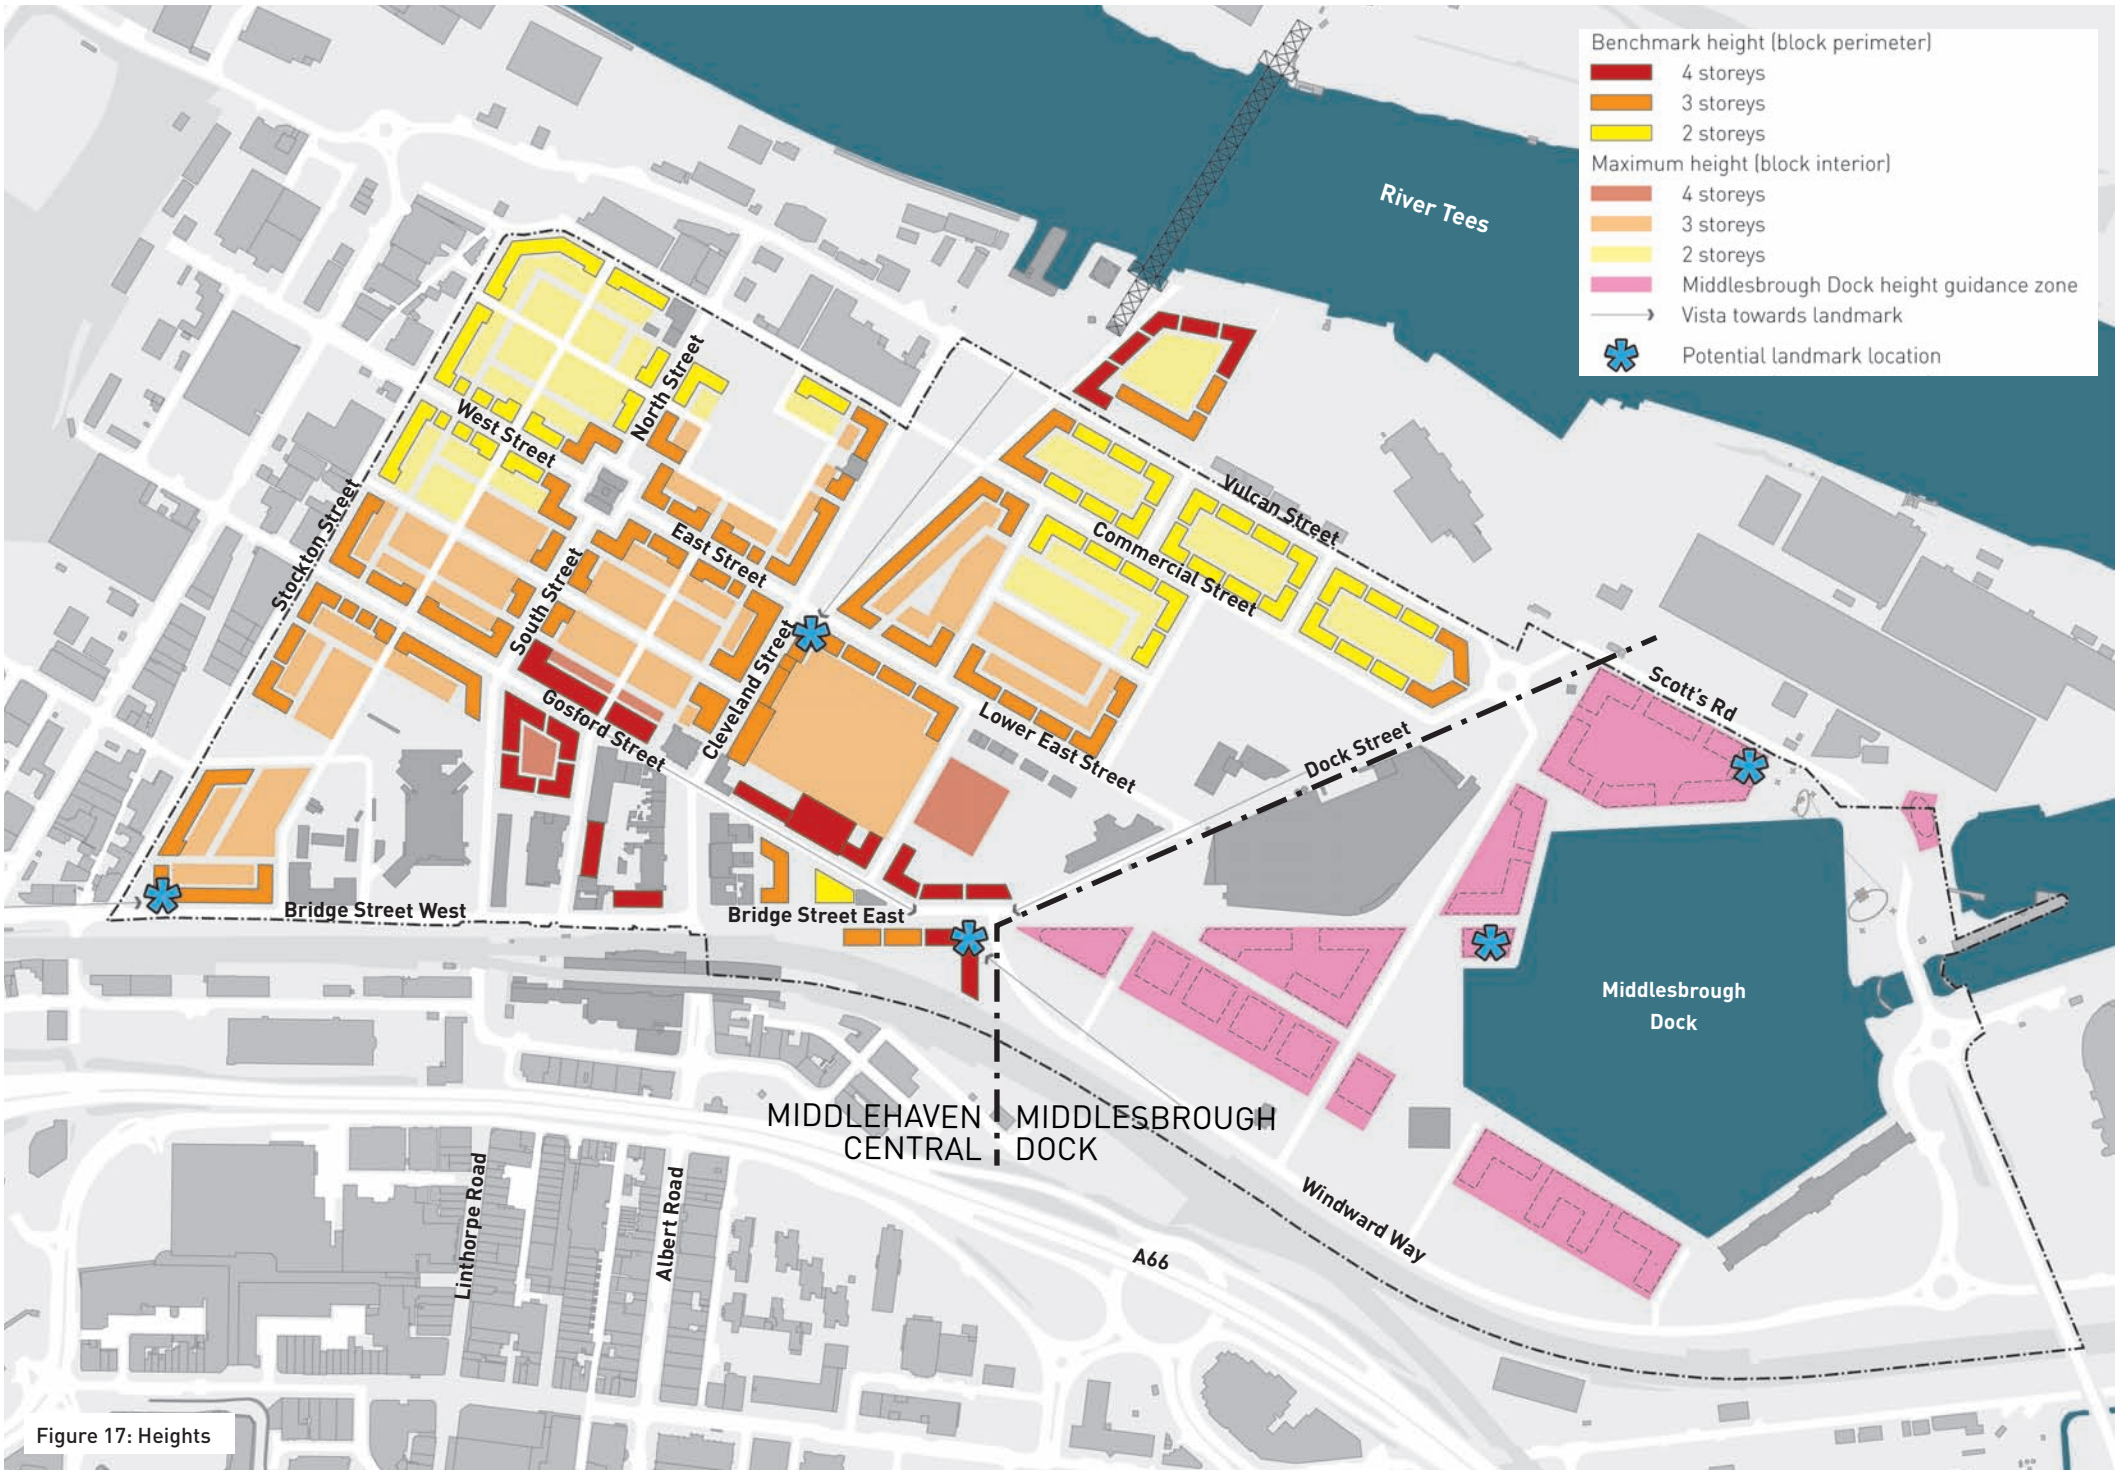 Benchmark height (block perimeter)
4 storeys
3 storeys
2 storeys
Maximum height (block interior)
4 storeys
3 storeys
2 storeys
Middlesbrough Dock height guidance zone
Vista towards landmark
Potential landmark location
River Tees
North Street
West Street
Stockton Street
East Street
South Street
Cleveland Street
Gosford Street
Vulcan Street
Commercial Street
Lower East Street
Dock Street
Scott's Rd
Bridge Street West
Bridge Street East
Middlesbrough
Dock
MIDDLEHAVEN
CENTRAL
MIDDLESBROUGH
DOCK
Windward Way
A66
Linthorpe Road
Albert Road
Figure 17: Heights